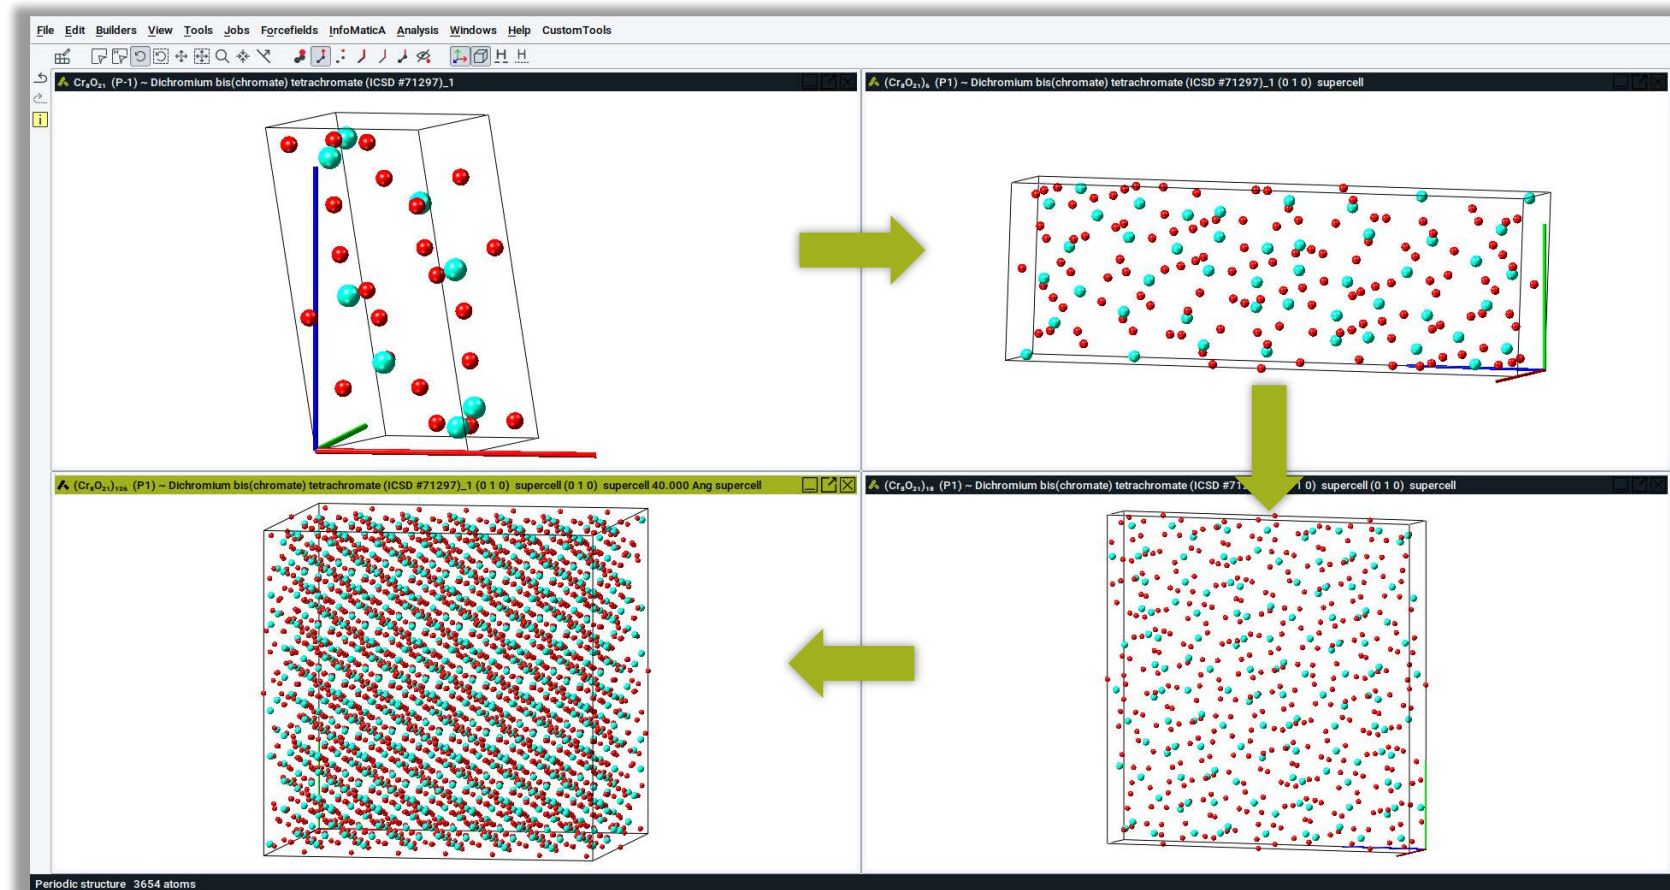 File Edit Builders View Tools Jobs Forcefields InfoMaticA Analysis Windows Help CustomTools
Cr₈O₂₁ (P-1) ~ Dichromium bis(chromate) tetrachromate (ICSD #71297)_1
(Cr₈O₂₁)₆ (P1) ~ Dichromium bis(chromate) tetrachromate (ICSD #71297)_1 (0 1 0) supercell
(Cr₈O₂₁)₁₂₆ (P1) ~ Dichromium bis(chromate) tetrachromate (ICSD #71297)_1 (0 1 0) supercell (0 1 0) supercell 40.000 Ang supercell
(Cr₈O₂₁)₁₈ (P1) ~ Dichromium bis(chromate) tetrachromate (ICSD #71 0) supercell (0 1 0) supercell
Periodic structure 3654 atoms